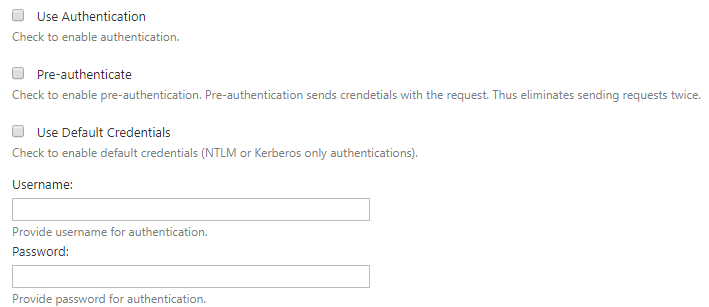 Use Authentication
Check to enable authentication.
Pre-authenticate
Check to enable pre-authentication. Pre-authentication sends crendetials with the request. Thus eliminates sending requests twice.
Use Default Credentials
Check to enable default credentials (NTLM or Kerberos only authentications).
Username:
Provide username for authentication.
Password:
Provide password for authentication.